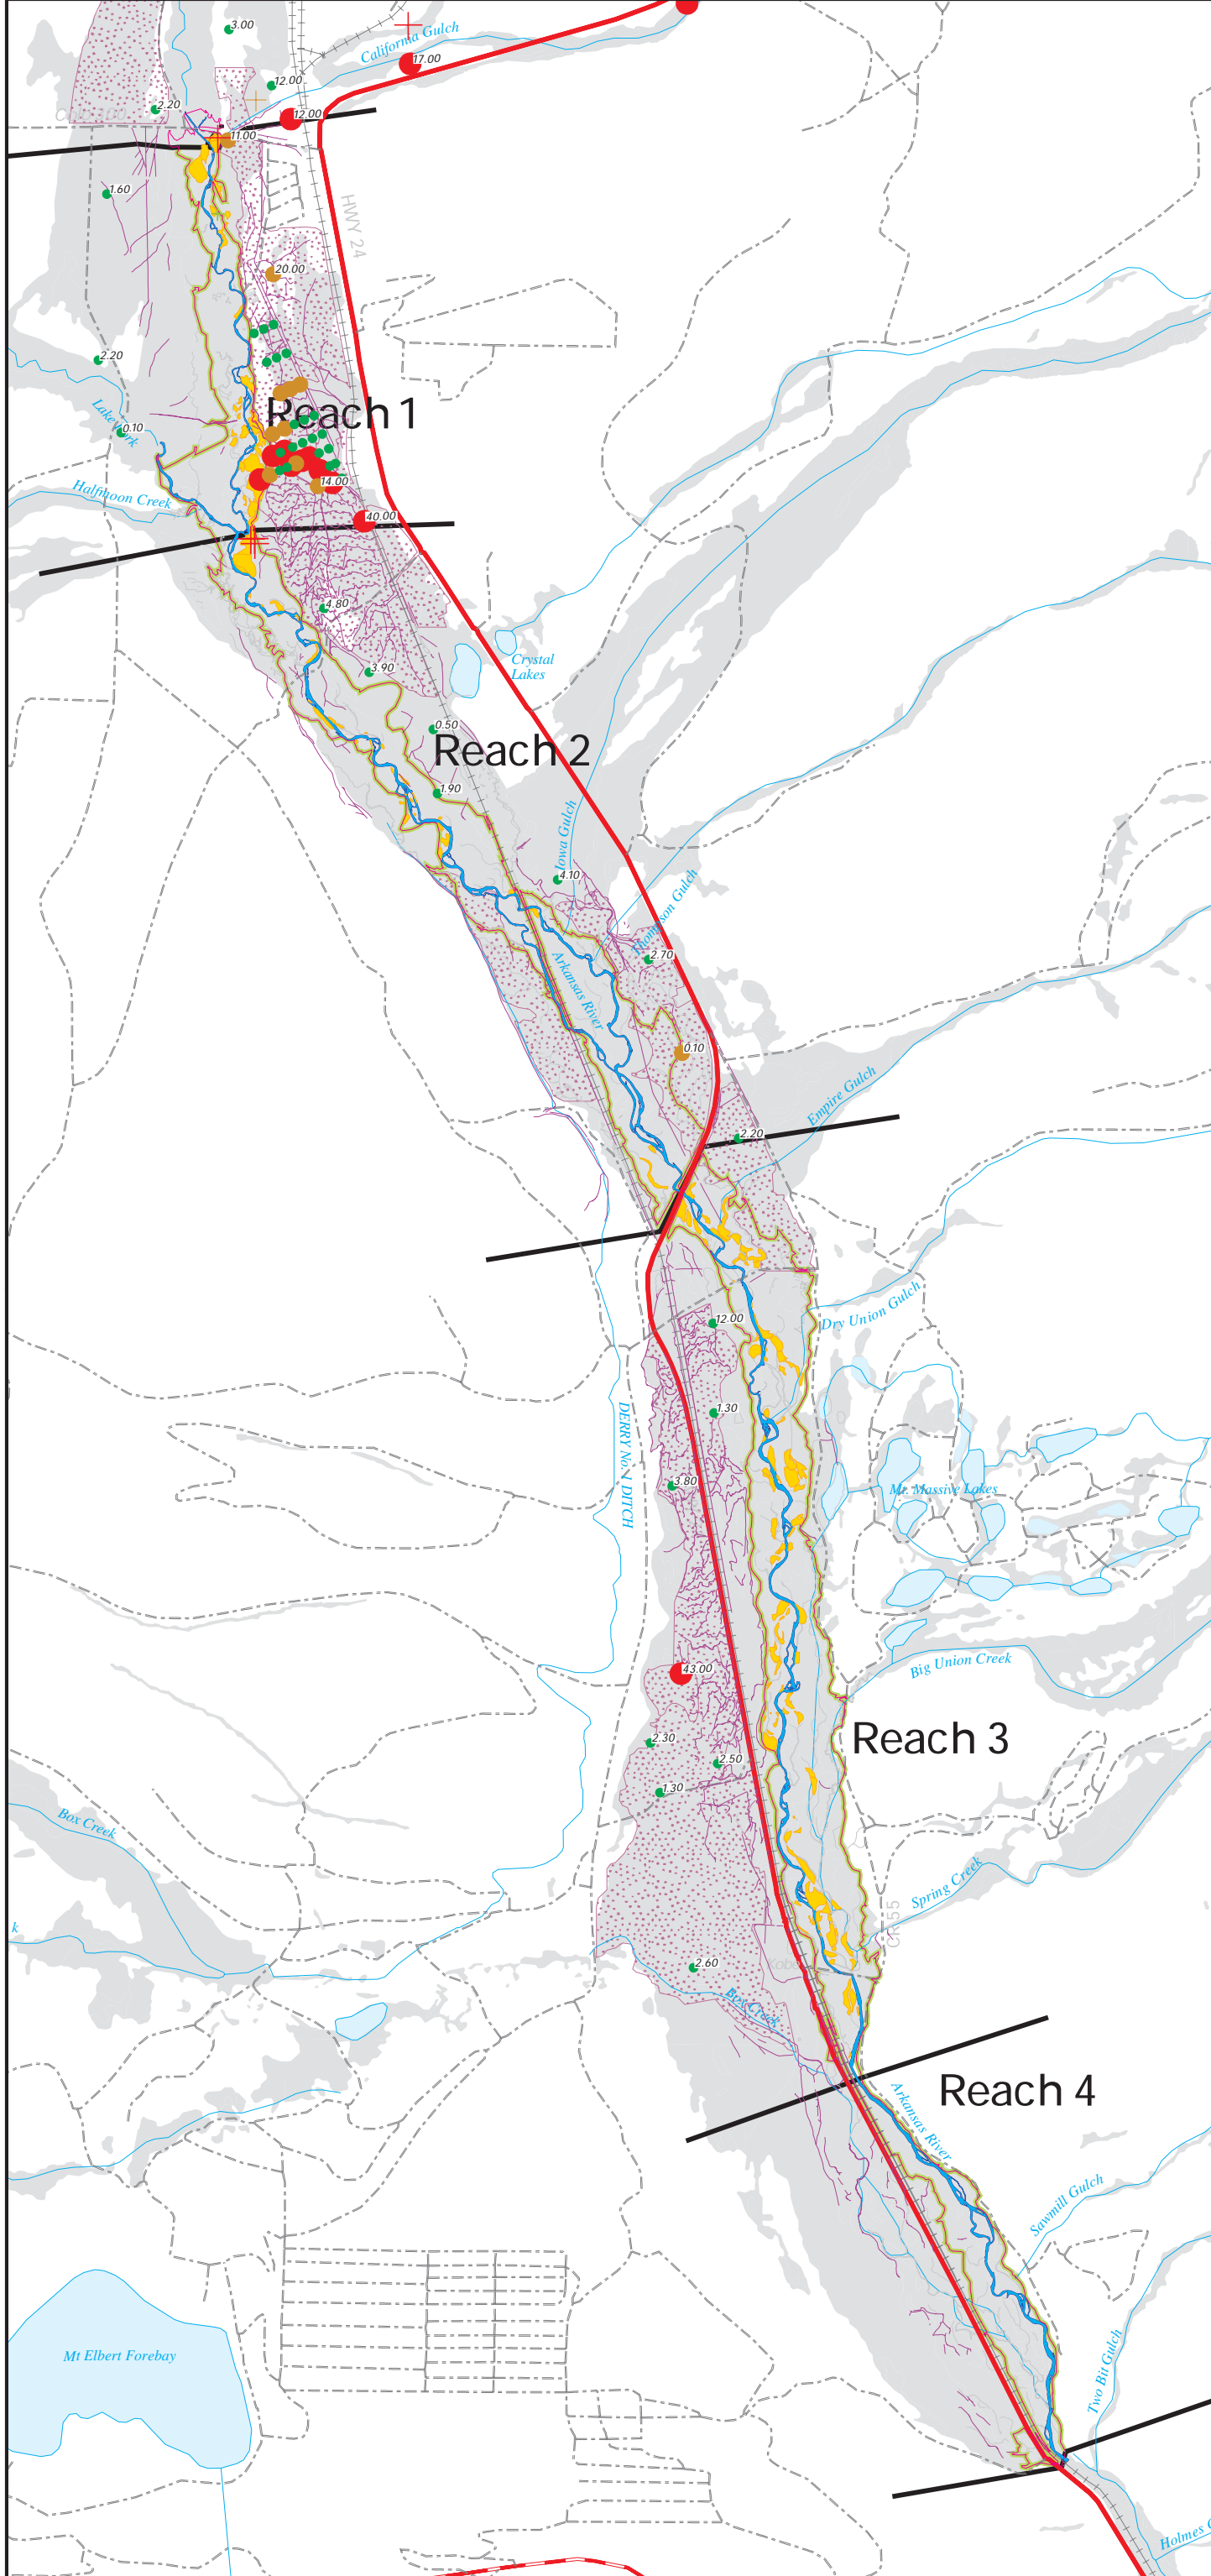 3.00
California Gulch
17.00
12.00
2.20
12.00
11.00
1.60
HWY 24
20.00
2.20
Reach 1
0.10
14.00
Halfmoon Creek
40.00
4.80
Crystal
Lakes
3.90
0.50
Reach 2
1.90
Iowa Gulch
4.10
Thompson Gulch
2.70
Arkansas River
0.10
Empire Gulch
2.20
Dry Union Gulch
12.00
1.30
DERRY No. 1 DITCH
3.80
Mt. Massive Lakes
Big Union Creek
43.00
Reach 3
2.30
2.50
1.30
Box Creek
Spring Creek
CR 55
k
2.60
Box Creek
Reach 4
Arkansas River
Sawmill Gulch
Two Bit Gulch
Mt Elbert Forebay
Holmes